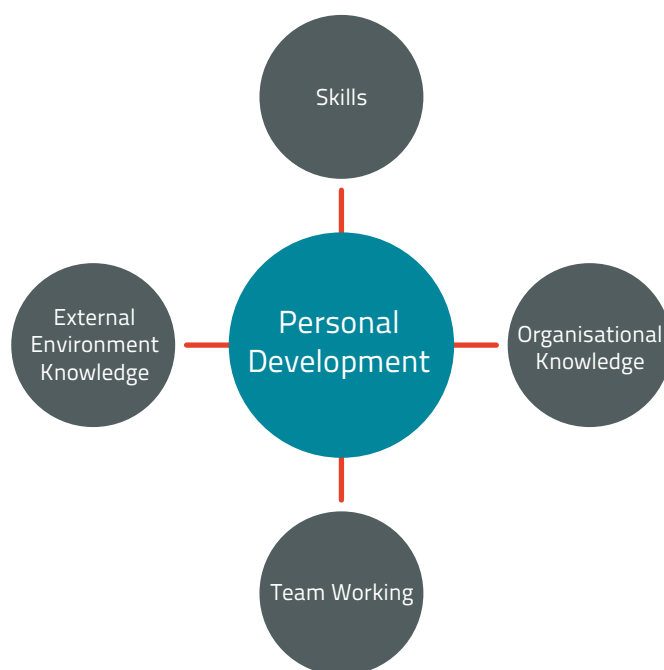 Skills
External
Environment
Knowledge
Personal
Development
Organisational
Knowledge
Team Working